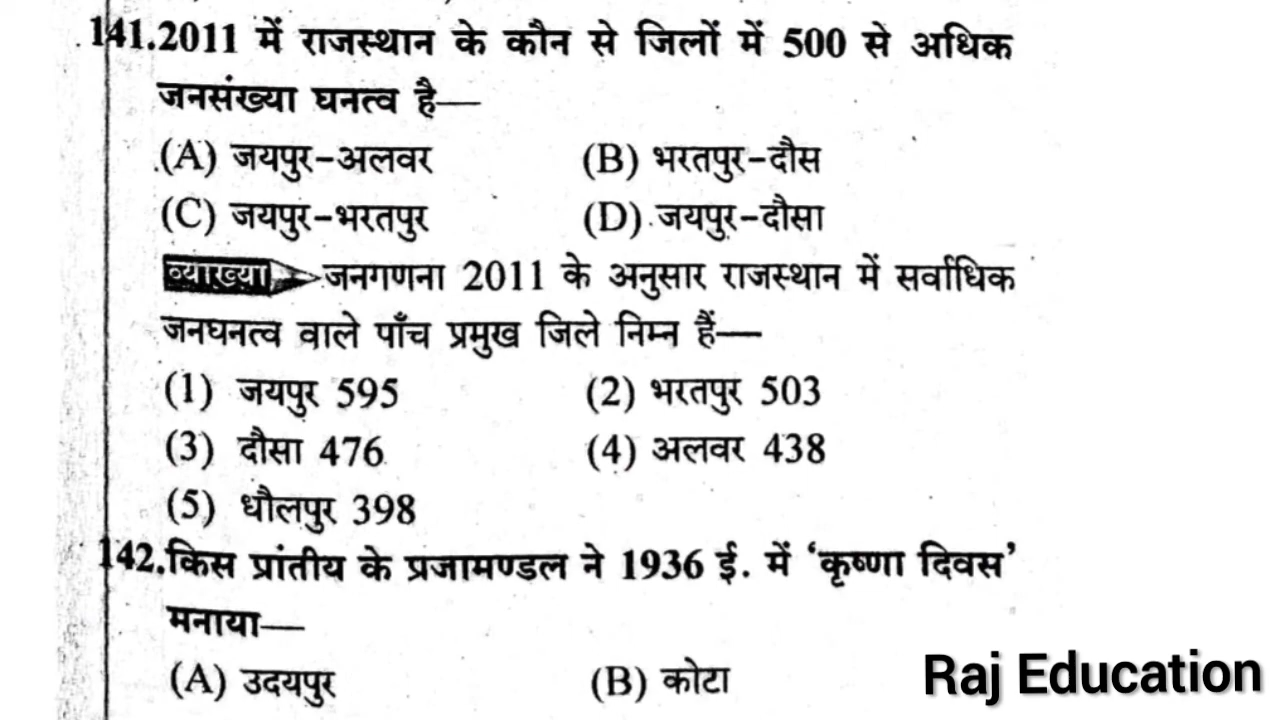 141.2011 में राजस्थान के कौन से जिलों में 500 से अधिक
जनसंख्या घनत्व है—
(A) जयपुर-अलवर (B) भरतपुर-दौस
(C) जयपुर-भरतपुर (D) जयपुर-दौसा
व्याख्या जनगणना 2011 के अनुसार राजस्थान में सर्वाधिक
जनघनत्व वाले पाँच प्रमुख जिले निम्न हैं—
(1) जयपुर 595 (2) भरतपुर 503
(3) दौसा 476 (4) अलवर 438
(5) धौलपुर 398
142.किस प्रांतीय के प्रजामण्डल ने 1936 ई. में ‘कृष्णा दिवस’
मनाया—
(A) उदयपुर (B) कोटा
Raj Education